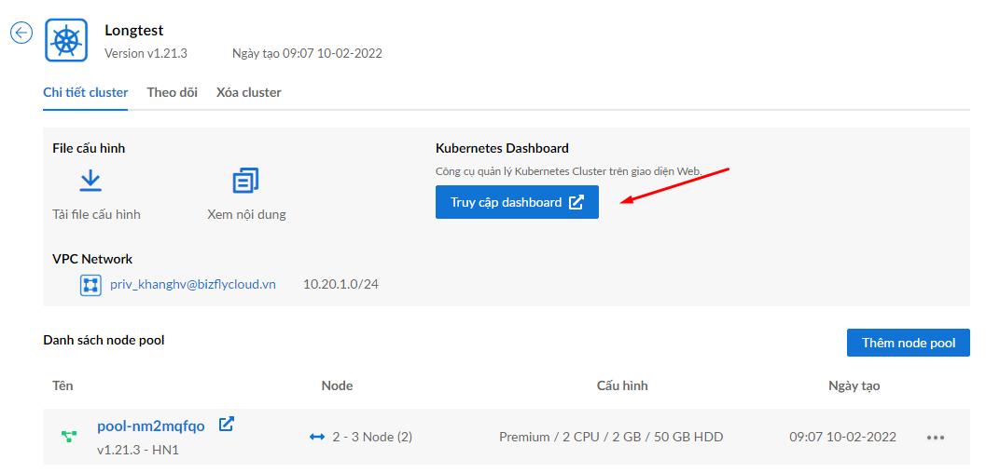 Longtest
Version v1.21.3 Ngày tạo 09:07 10-02-2022
Chi tiết cluster Theo dõi Xóa cluster
File cấu hình
Tải file cấu hình Xem nội dung
Kubernetes Dashboard
Công cụ quản lý Kubernetes Cluster trên giao diện Web.
Truy cập dashboard
VPC Network
priv_khanghv@bizflycloud.vn 10.20.1.0/24
Danh sách node pool Thêm node pool
Tên Node Cấu hình Ngày tạo
pool-nm2mqfqo 2 - 3 Node (2) Premium / 2 CPU / 2 GB / 50 GB HDD 09:07 10-02-2022
v1.21.3 - HN1